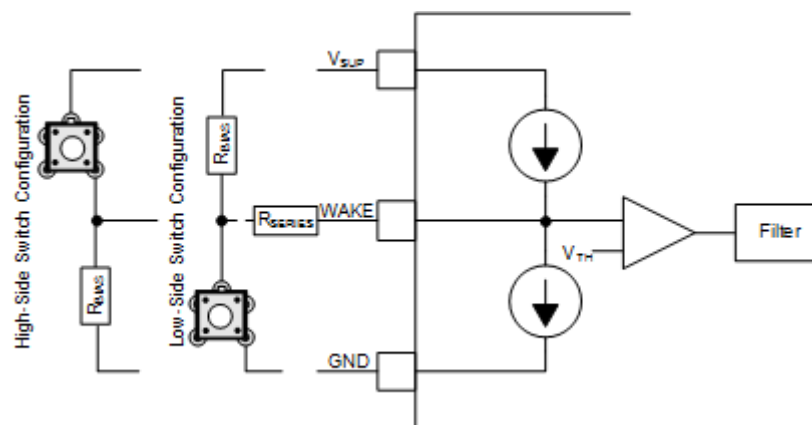 High-Side Switch Configuration
RBIAS
Low-Side Switch Configuration
RBIAS
RSERIES
VSUP
WAKE
GND
VTH
Filter